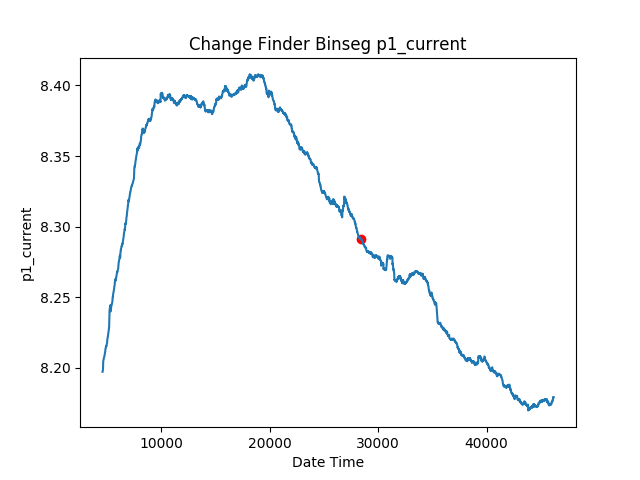 Change Finder Binseg p1_current
8.40
8.35
8.30
8.25
8.20
p1_current
10000 20000 30000 40000
Date Time